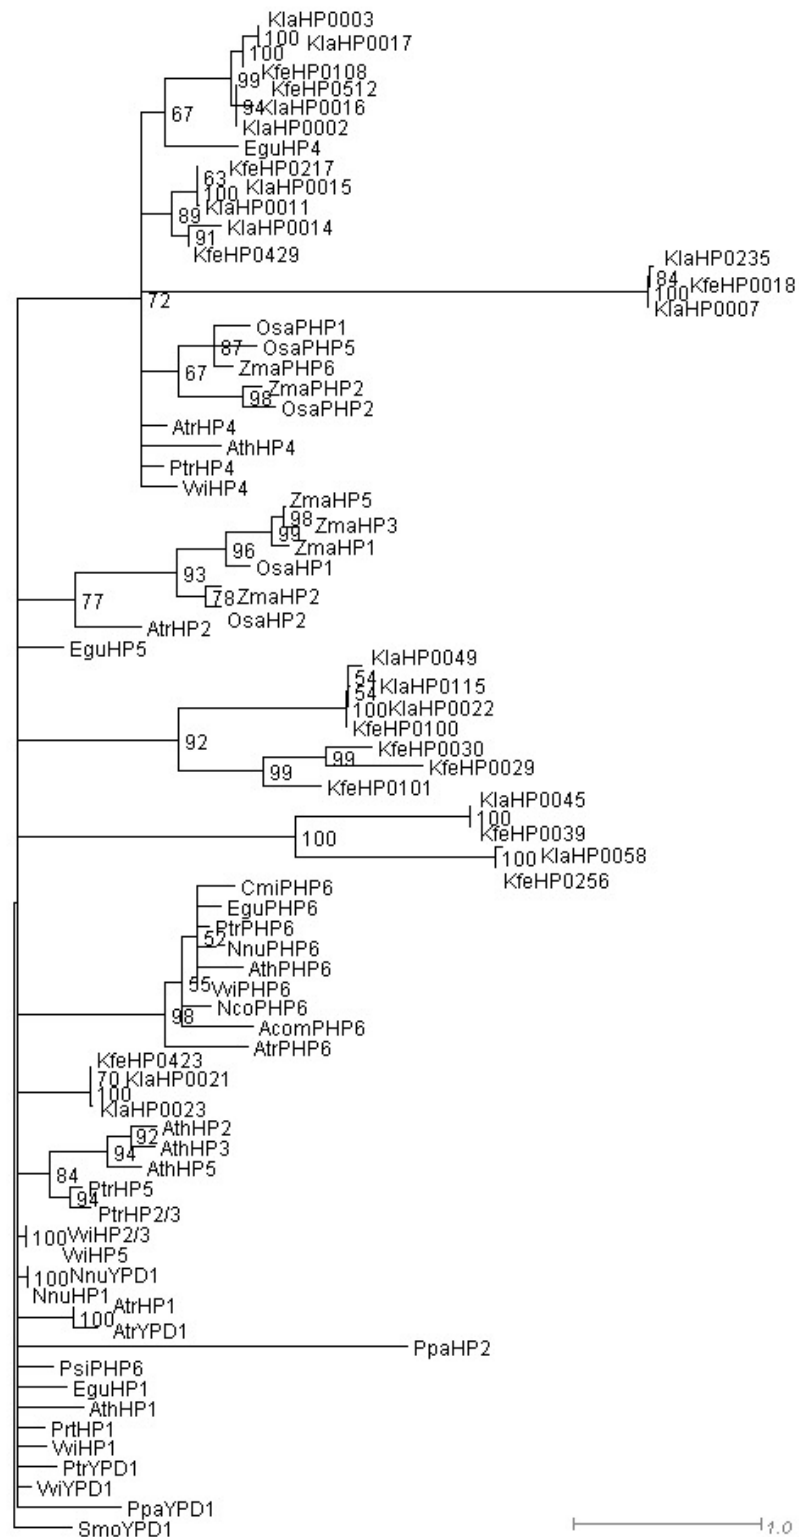 KlaHP0003
100
KlaHP0017
100
KfeHP0108
99
KfeHP0512
94
KlaHP0016
67
KlaHP0002
EguHP4
KfeHP0217
63
KlaHP0015
100
KlaHP0011
89
KlaHP0014
91
KfeHP0429
KlaHP0235
84
KfeHP0018
100
KlaHP0007
72
OsaPHP1
87
OsaPHP5
ZmaPHP6
67
ZmaPHP2
98
OsaPHP2
AtrHP4
AthHP4
PtrHP4
VviHP4
ZmaHP5
98
ZmaHP3
99
ZmaHP1
96
OsaHP1
93
78
ZmaHP2
77
OsaHP2
AtrHP2
EguHP5
KlaHP0049
54
KlaHP0115
54
100
KlaHP0022
KfeHP0100
92
KfeHP0030
99
KfeHP0029
99
KfeHP0101
KlaHP0045
100
KfeHP0039
100
100
KlaHP0058
KfeHP0256
CmiPHP6
EguPHP6
PtrPHP6
52
NnuPHP6
AthPHP6
55
VviPHP6
NcoPHP6
98
AcomPHP6
AtrPHP6
KfeHP0423
70
KlaHP0021
100
KlaHP0023
AthHP2
92
AthHP3
94
AthHP5
84
PtrHP5
94
PtrHP2/3
100
VviHP2/3
VviHP5
100
NnuYPD1
NnuHP1
AtrHP1
100
AtrYPD1
PpaHP2
PsiPHP6
EguHP1
AthHP1
PrtHP1
VviHP1
PtrYPD1
VviYPD1
PpaYPD1
SmoYPD1
1.0